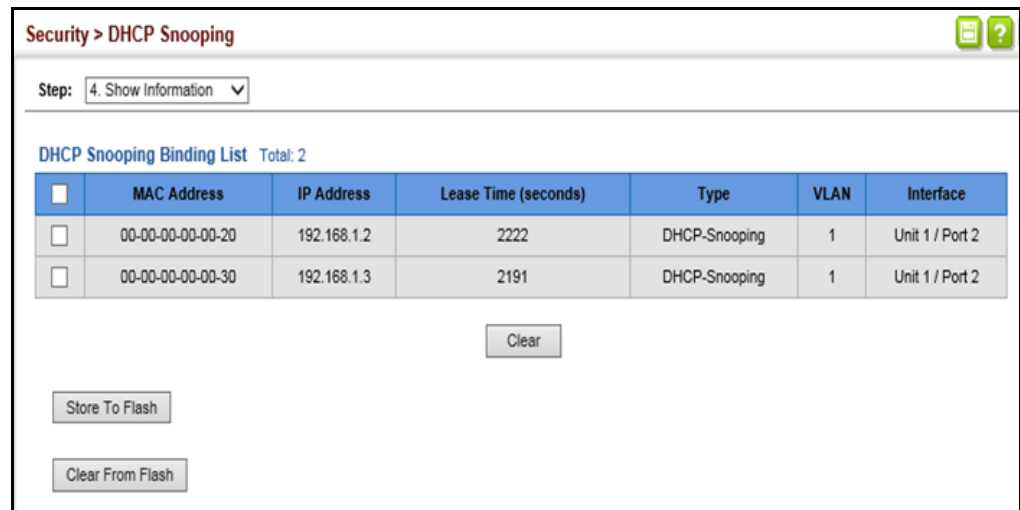 Security > DHCP Snooping
?
Step: 4. Show Information
DHCP Snooping Binding List Total: 2
MAC Address IP Address Lease Time (seconds) Type VLAN Interface
00-00-00-00-00-20 192.168.1.2 2222 DHCP-Snooping 1 Unit 1 / Port 2
00-00-00-00-00-30 192.168.1.3 2191 DHCP-Snooping 1 Unit 1 / Port 2
Clear
Store To Flash
Clear From Flash